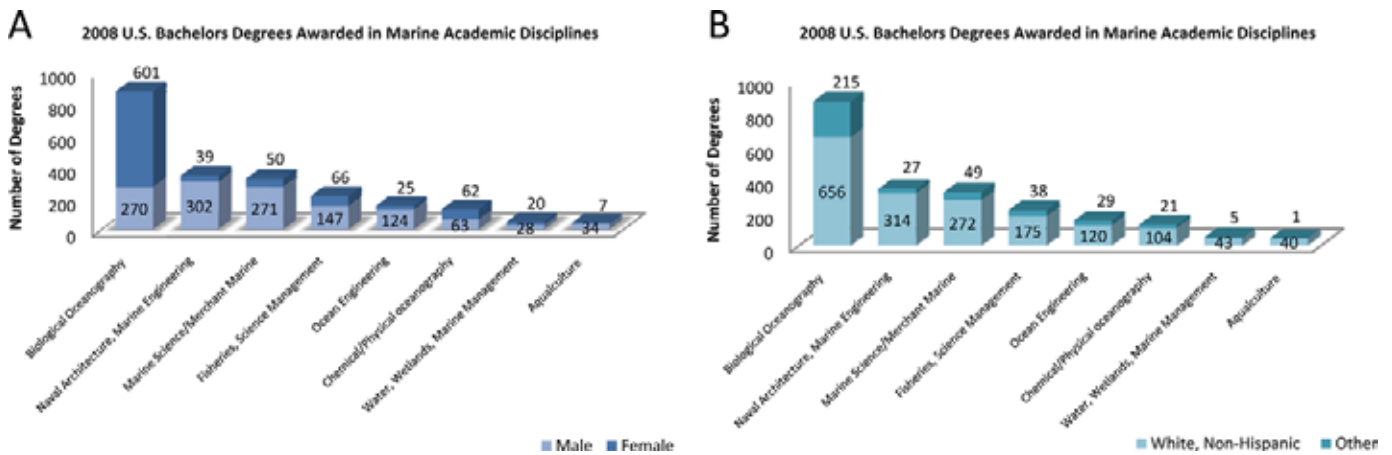 A
2008 U.S. Bachelors Degrees Awarded in Marine Academic Disciplines
Number of Degrees
1000
800
600
400
200
0
601
39
50
66
25
62
20
7
270
302
271
147
124
63
28
34
Biological Oceanography
Naval Architecture, Marine Engineering
Marine Science/Merchant Marine
Fisheries, Science Management
Ocean Engineering
Chemical/Physical oceanography
Water, Wetlands, Marine Management
Aqualculture
Male
Female
B
2008 U.S. Bachelors Degrees Awarded in Marine Academic Disciplines
Number of Degrees
1000
800
600
400
200
0
215
27
49
38
29
21
5
1
656
314
272
175
120
104
43
40
Biological Oceanography
Naval Architecture, Marine Engineering
Marine Science/Merchant Marine
Fisheries, Science Management
Ocean Engineering
Chemical/Physical oceanography
Water, Wetlands, Marine Management
Aqualculture
White, Non-Hispanic
Other